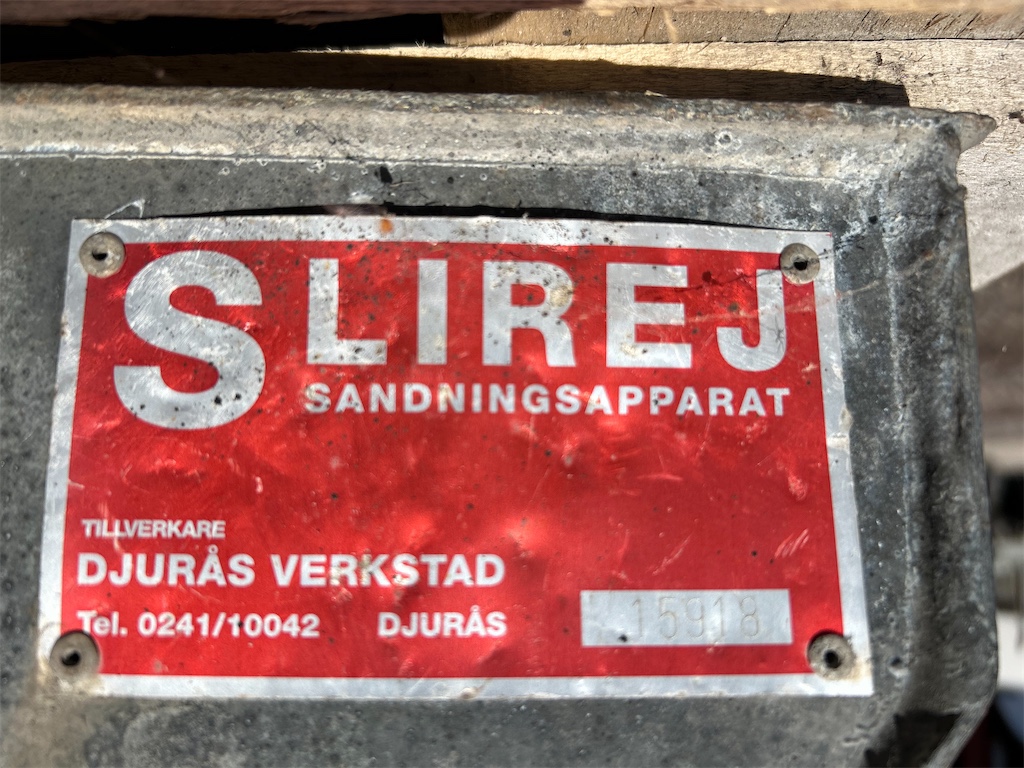 SLIREJ
SANDNINGSAPPARAT
TILLVERKARE
DJURÅS VERKSTAD
Tel. 0241/10042 DJURÅS
15918